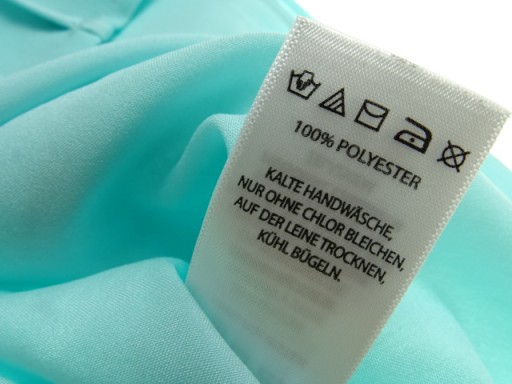 100% POLYESTER
KALTE HANDWÄSCHE,
NUR OHNE CHLOR BLEICHEN,
AUF DER LEINE TROCKNEN,
KÜHL BÜGELN.